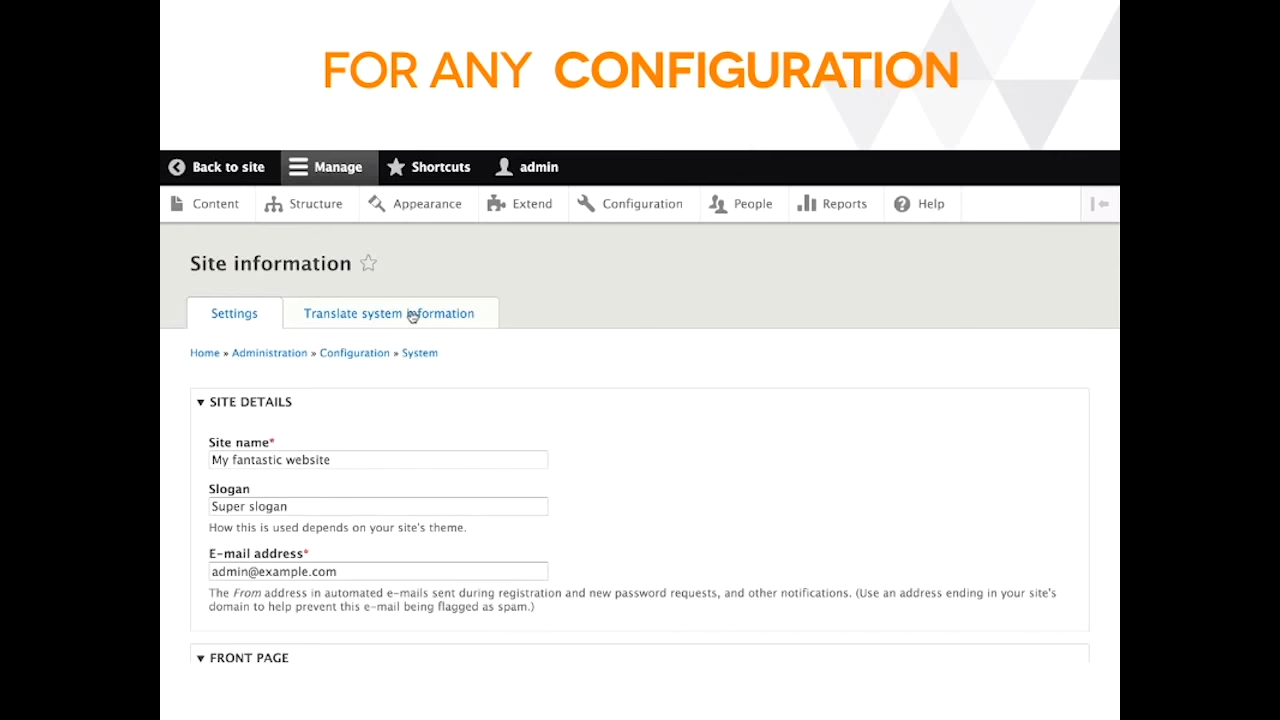 FOR ANY CONFIGURATION
Back to site Manage Shortcuts admin
Content Structure Appearance Extend Configuration People Reports Help
Site information
Settings Translate system information
Home » Administration » Configuration » System
▼ SITE DETAILS
Site name*
My fantastic website
Slogan
Super slogan
How this is used depends on your site's theme.
E-mail address*
admin@example.com
The From address in automated e-mails sent during registration and new password requests, and other notifications. (Use an address ending in your site's
domain to help prevent this e-mail being flagged as spam.)
▼ FRONT PAGE